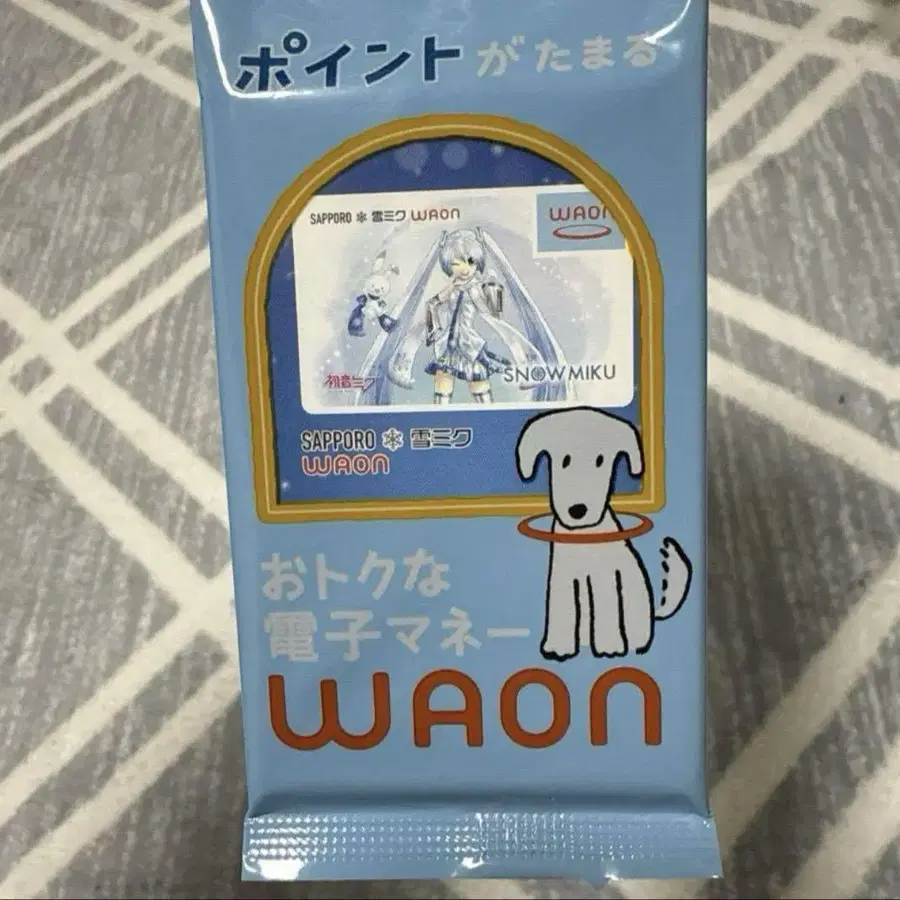 ポイントがたまる
SAPPORO ❄ 雪ミク WAON
WAON
初音ミク
SNOW MIKU
SAPPORO ❄ 雪ミク
WAON
おトクな
電子マネー
WAON